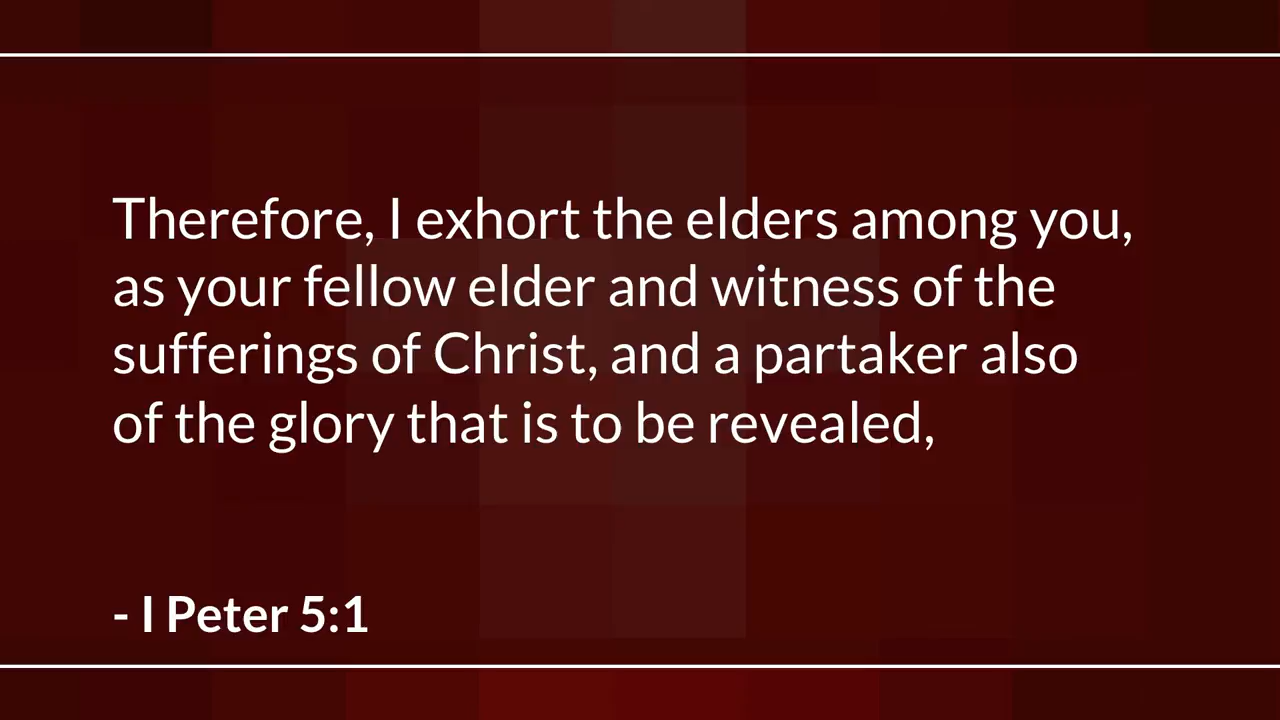 Therefore, I exhort the elders among you,
as your fellow elder and witness of the
sufferings of Christ, and a partaker also
of the glory that is to be revealed,
- I Peter 5:1